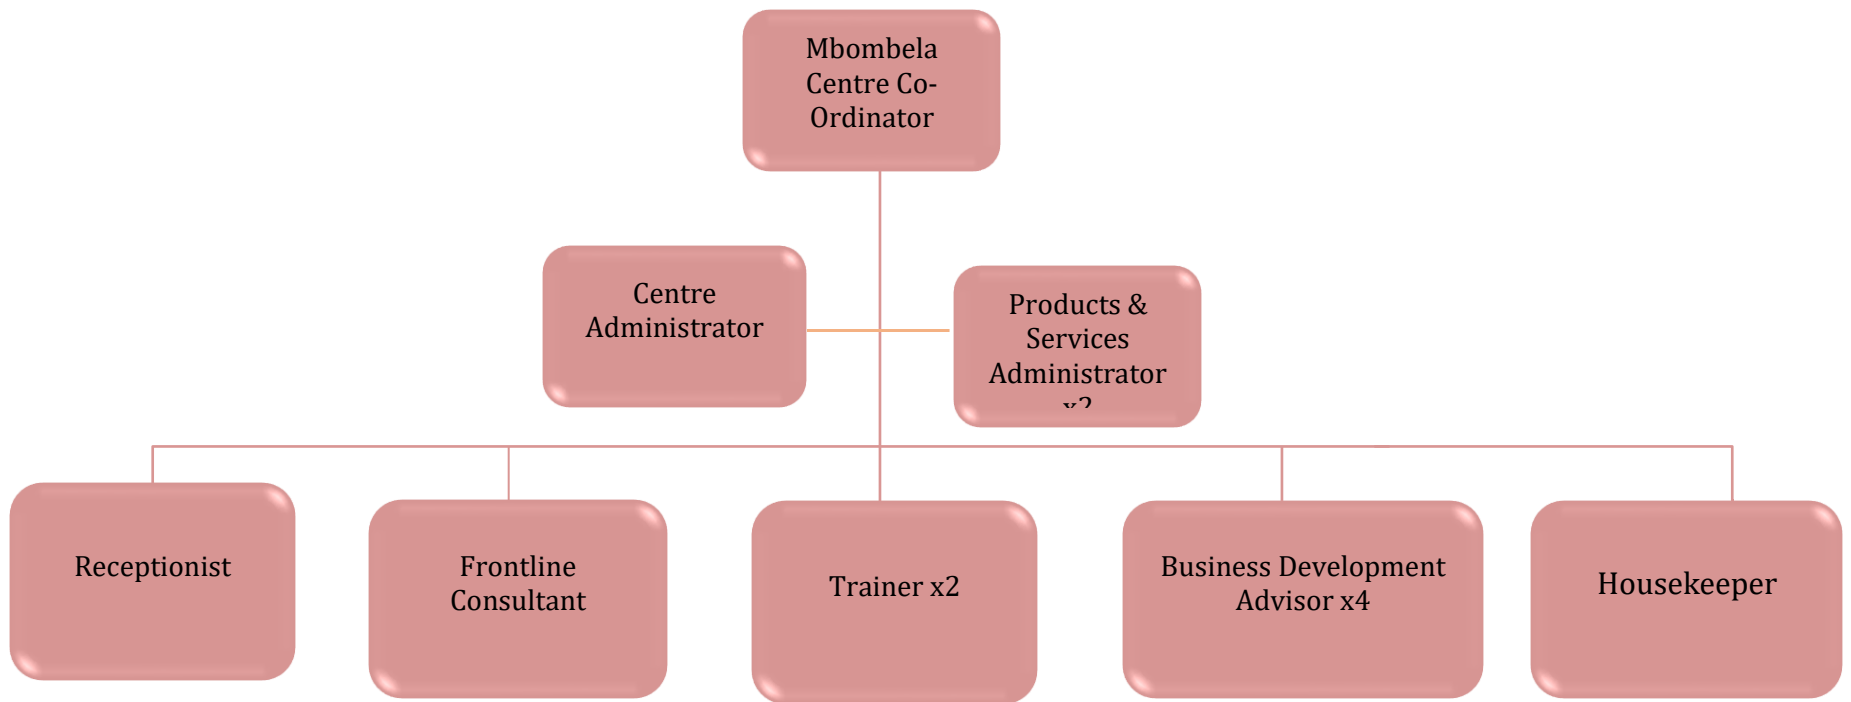 Mbombela
Centre Co-
Ordinator
Centre
Administrator
Products &
Services
Administrator
x2
Receptionist
Frontline
Consultant
Trainer x2
Business Development
Advisor x4
Housekeeper